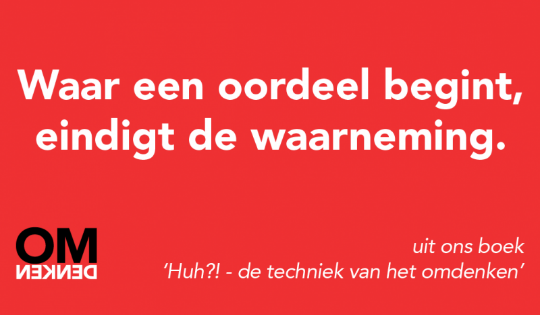 Waar een oordeel begint,
eindigt de waarneming.
OM
DENKEN
uit ons boek
'Huh?! - de techniek van het omdenken'